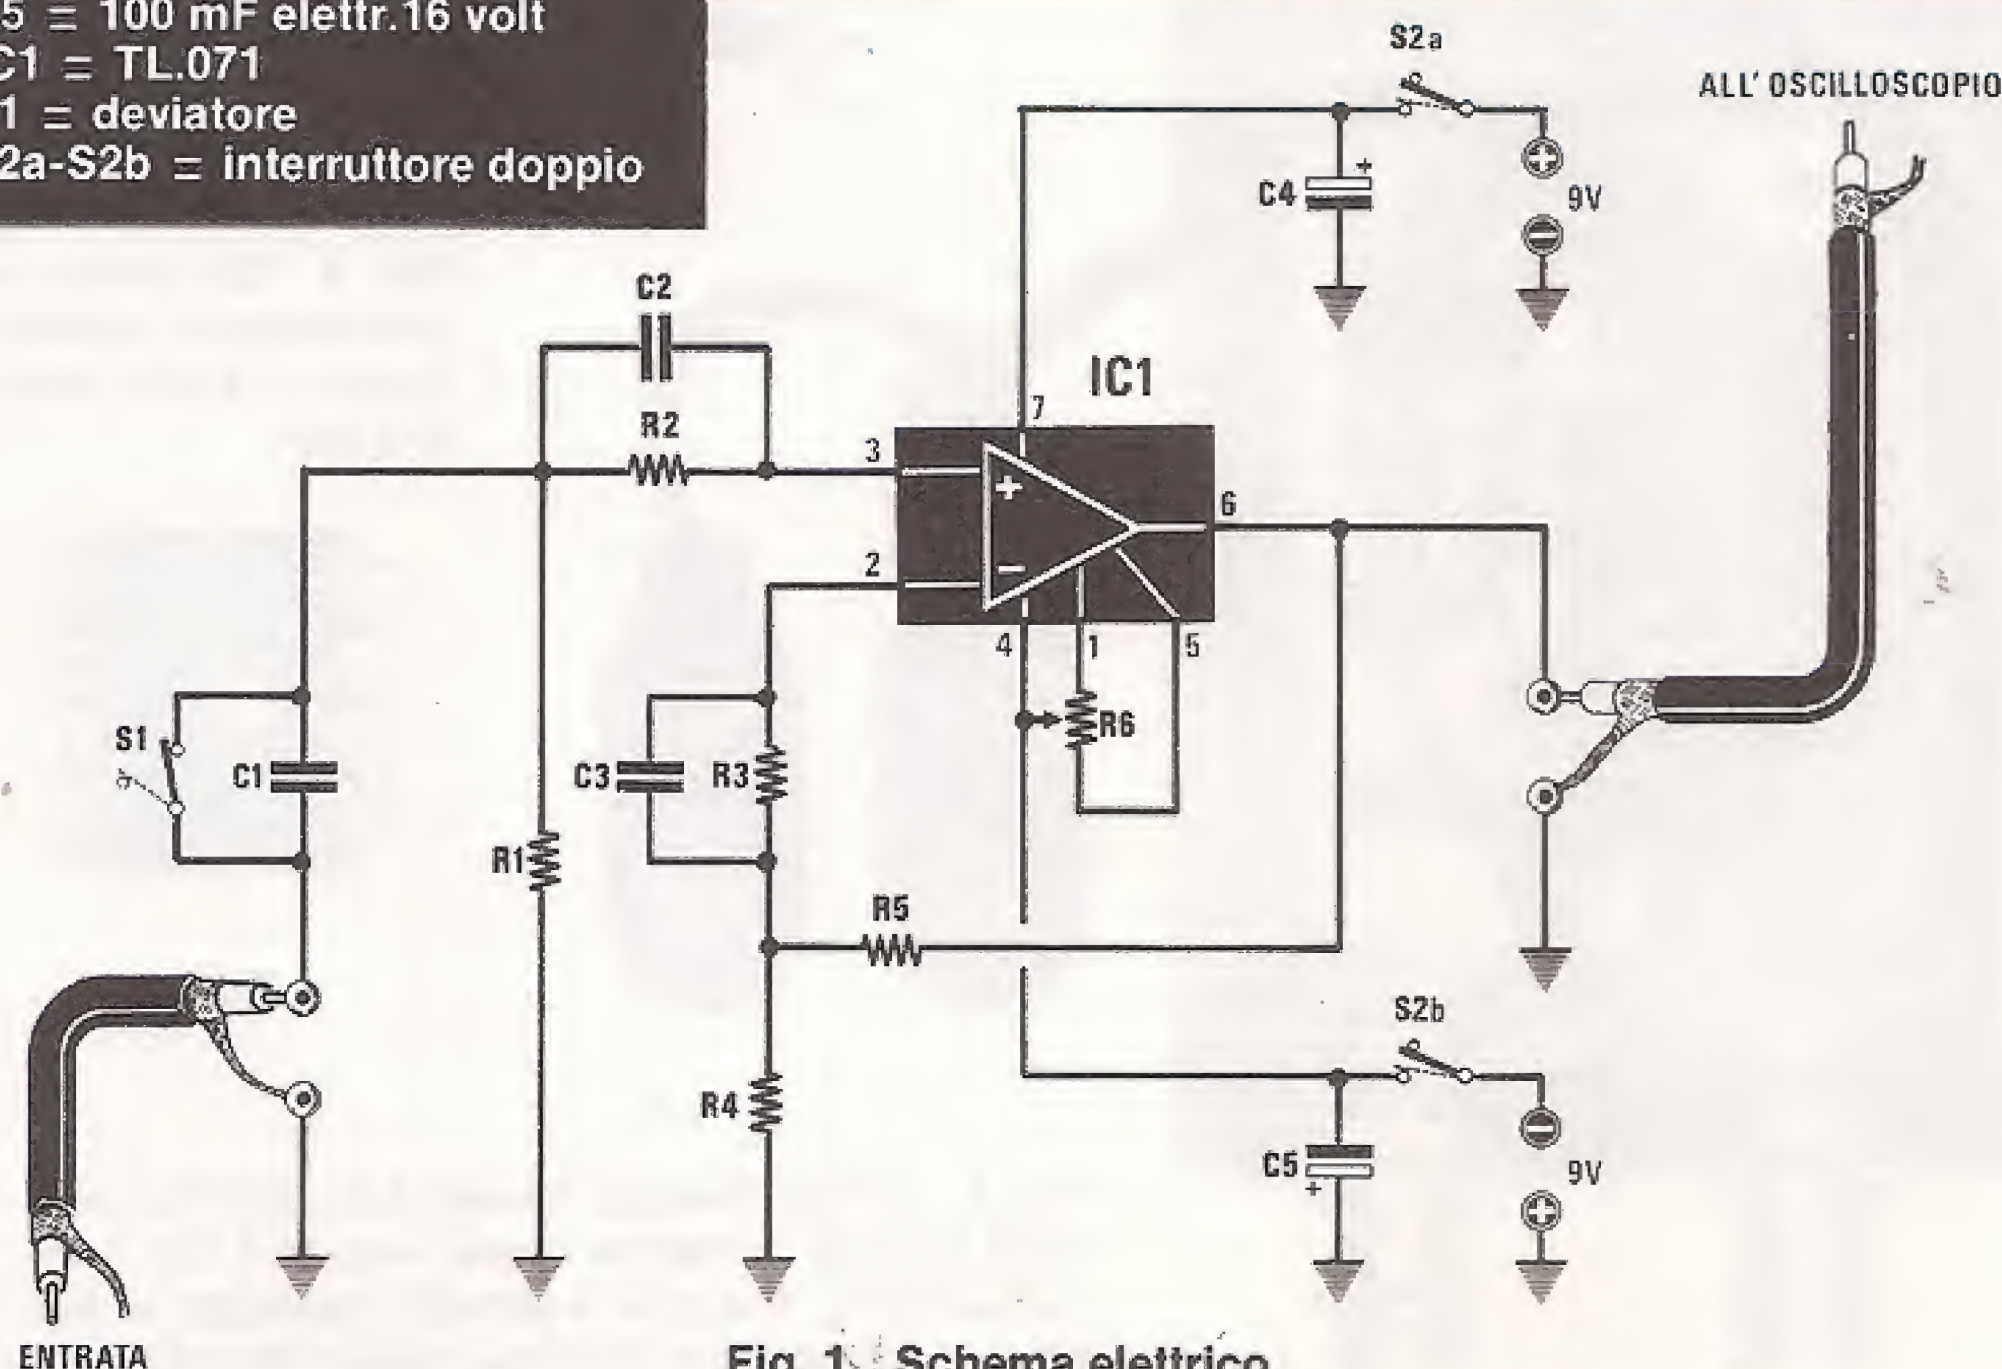 5 = 100 mF elettr.16 volt
C1 = TL.071
1 = deviatore
2a-S2b = interruttore doppio
S2a
ALL' OSCILLOSCOPIO
+
C4
9V
C2
IC1
7
R2
3
+
6
2
-
4
1
5
S1
C1
C3
R3
R6
R1
R5
S2b
R4
C5
+
9V
ENTRATA
Fig. 1 Schema elettrico